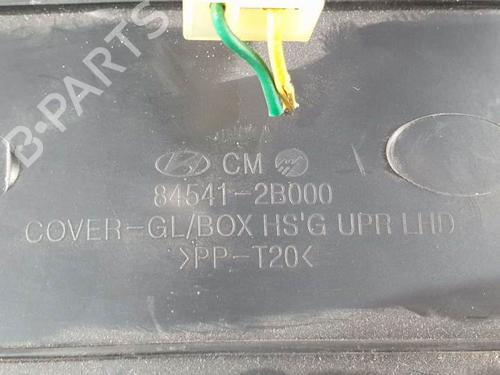 B-PARTS
CM
84541-2B000
COVER-GL/BOX HS'G UPR LHD
>PP-T20<